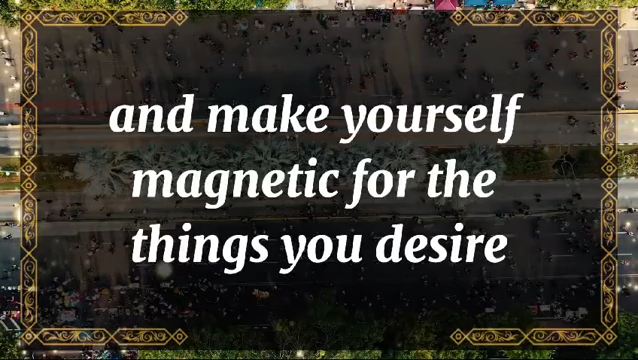 and make yourself
magnetic for the
things you desire